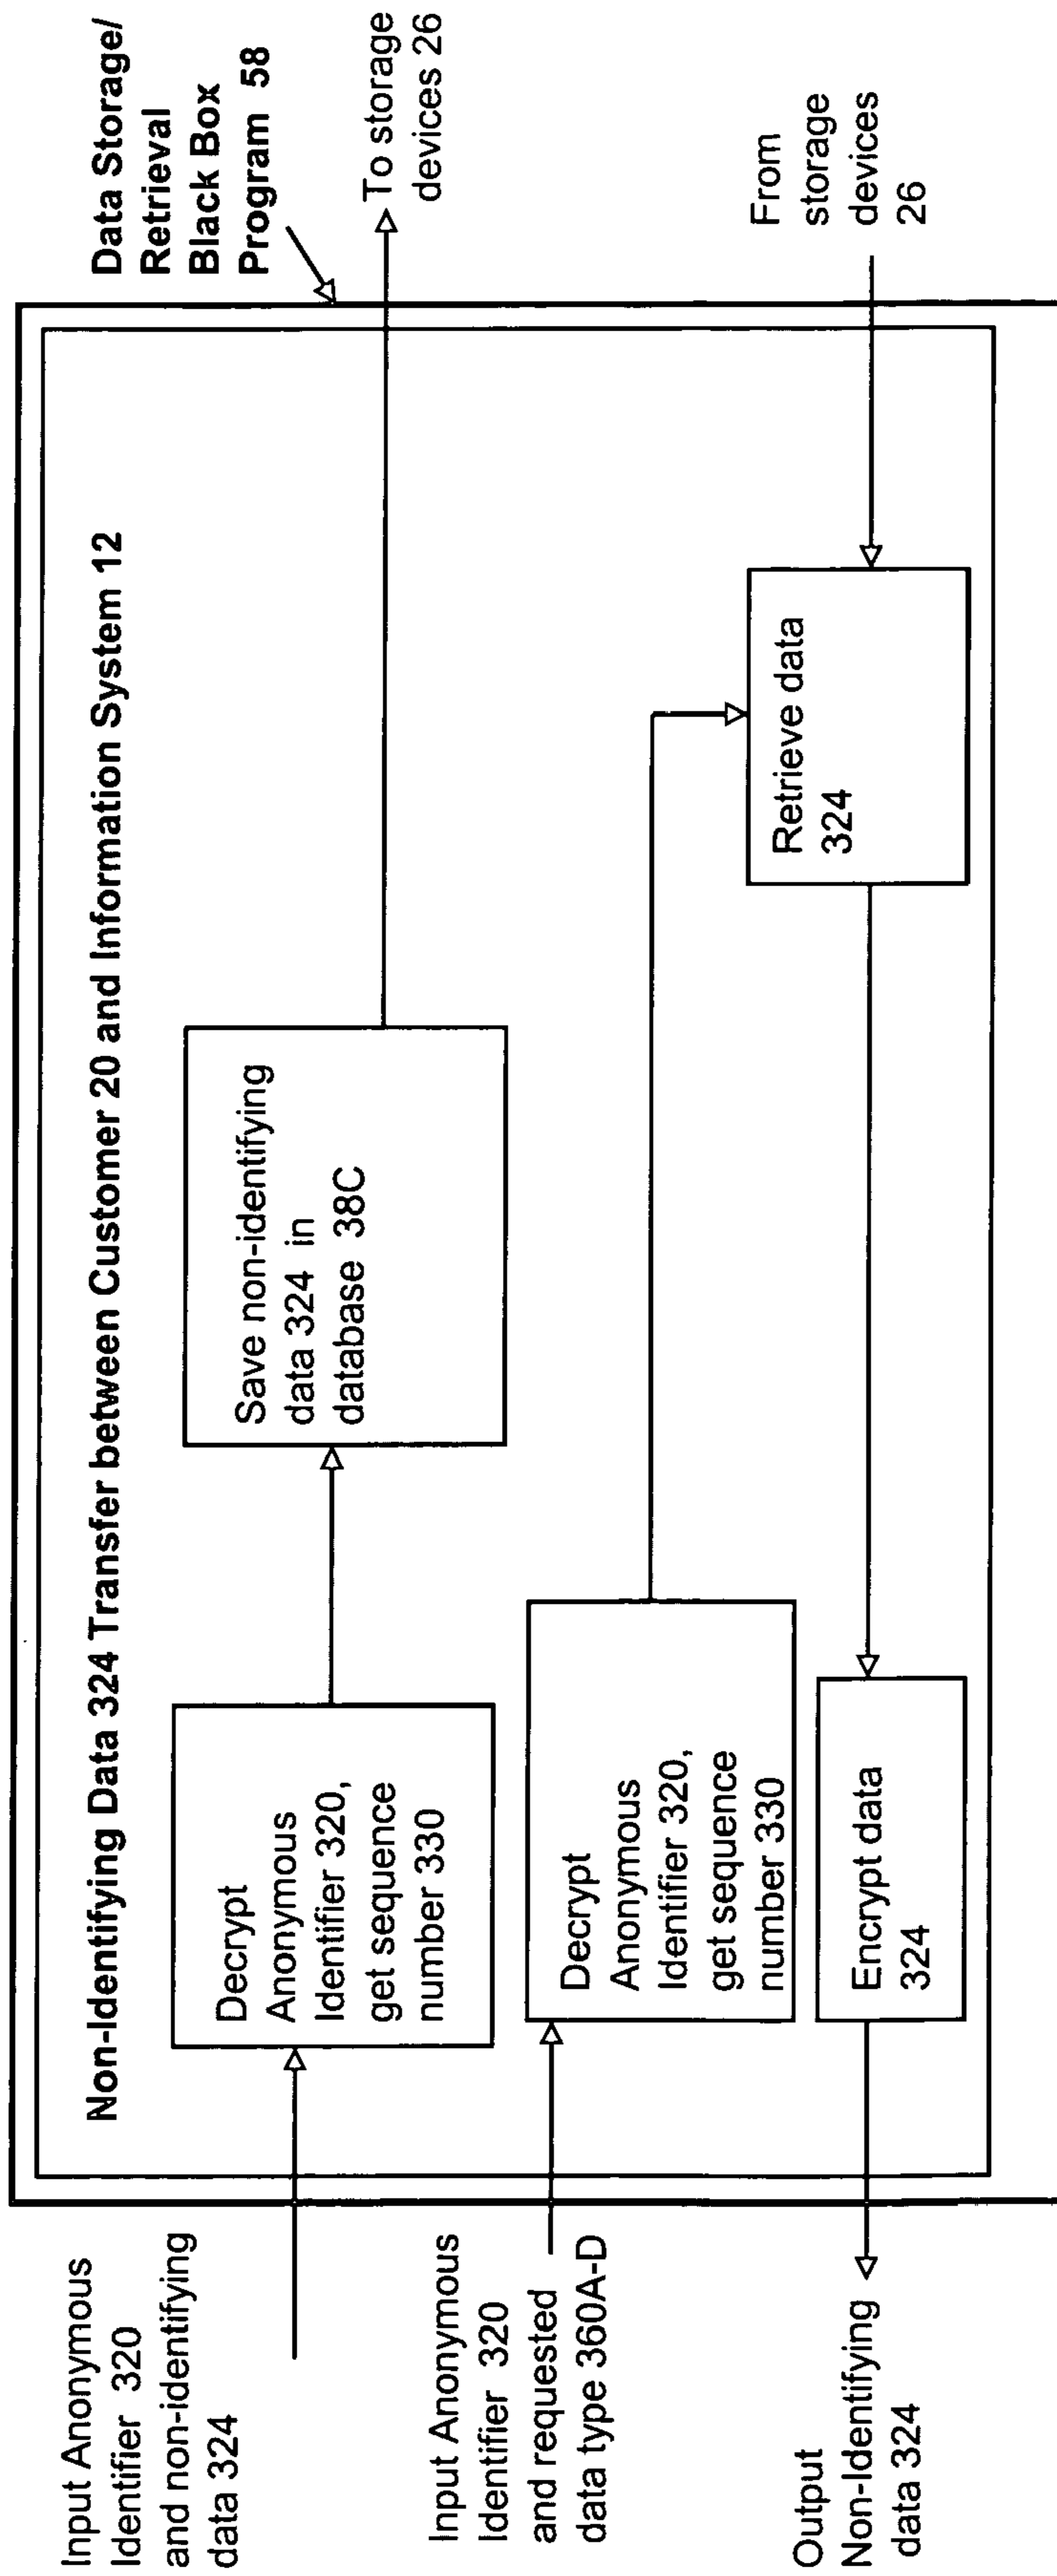 Data Storage/
Retrieval
Black Box
Program 58
Non-Identifying Data 324 Transfer between Customer 20 and Information System 12
Input Anonymous
Identifier 320
and non-identifying
data 324
Decrypt
Anonymous
Identifier 320,
get sequence
number 330
Save non-identifying
data 324 in
database 38C
To storage
devices 26
Input Anonymous
Identifier 320
and requested
data type 360A-D
Decrypt
Anonymous
Identifier 320,
get sequence
number 330
Retrieve data
324
From
storage
devices
26
Encrypt data
324
Output
Non-Identifying
data 324